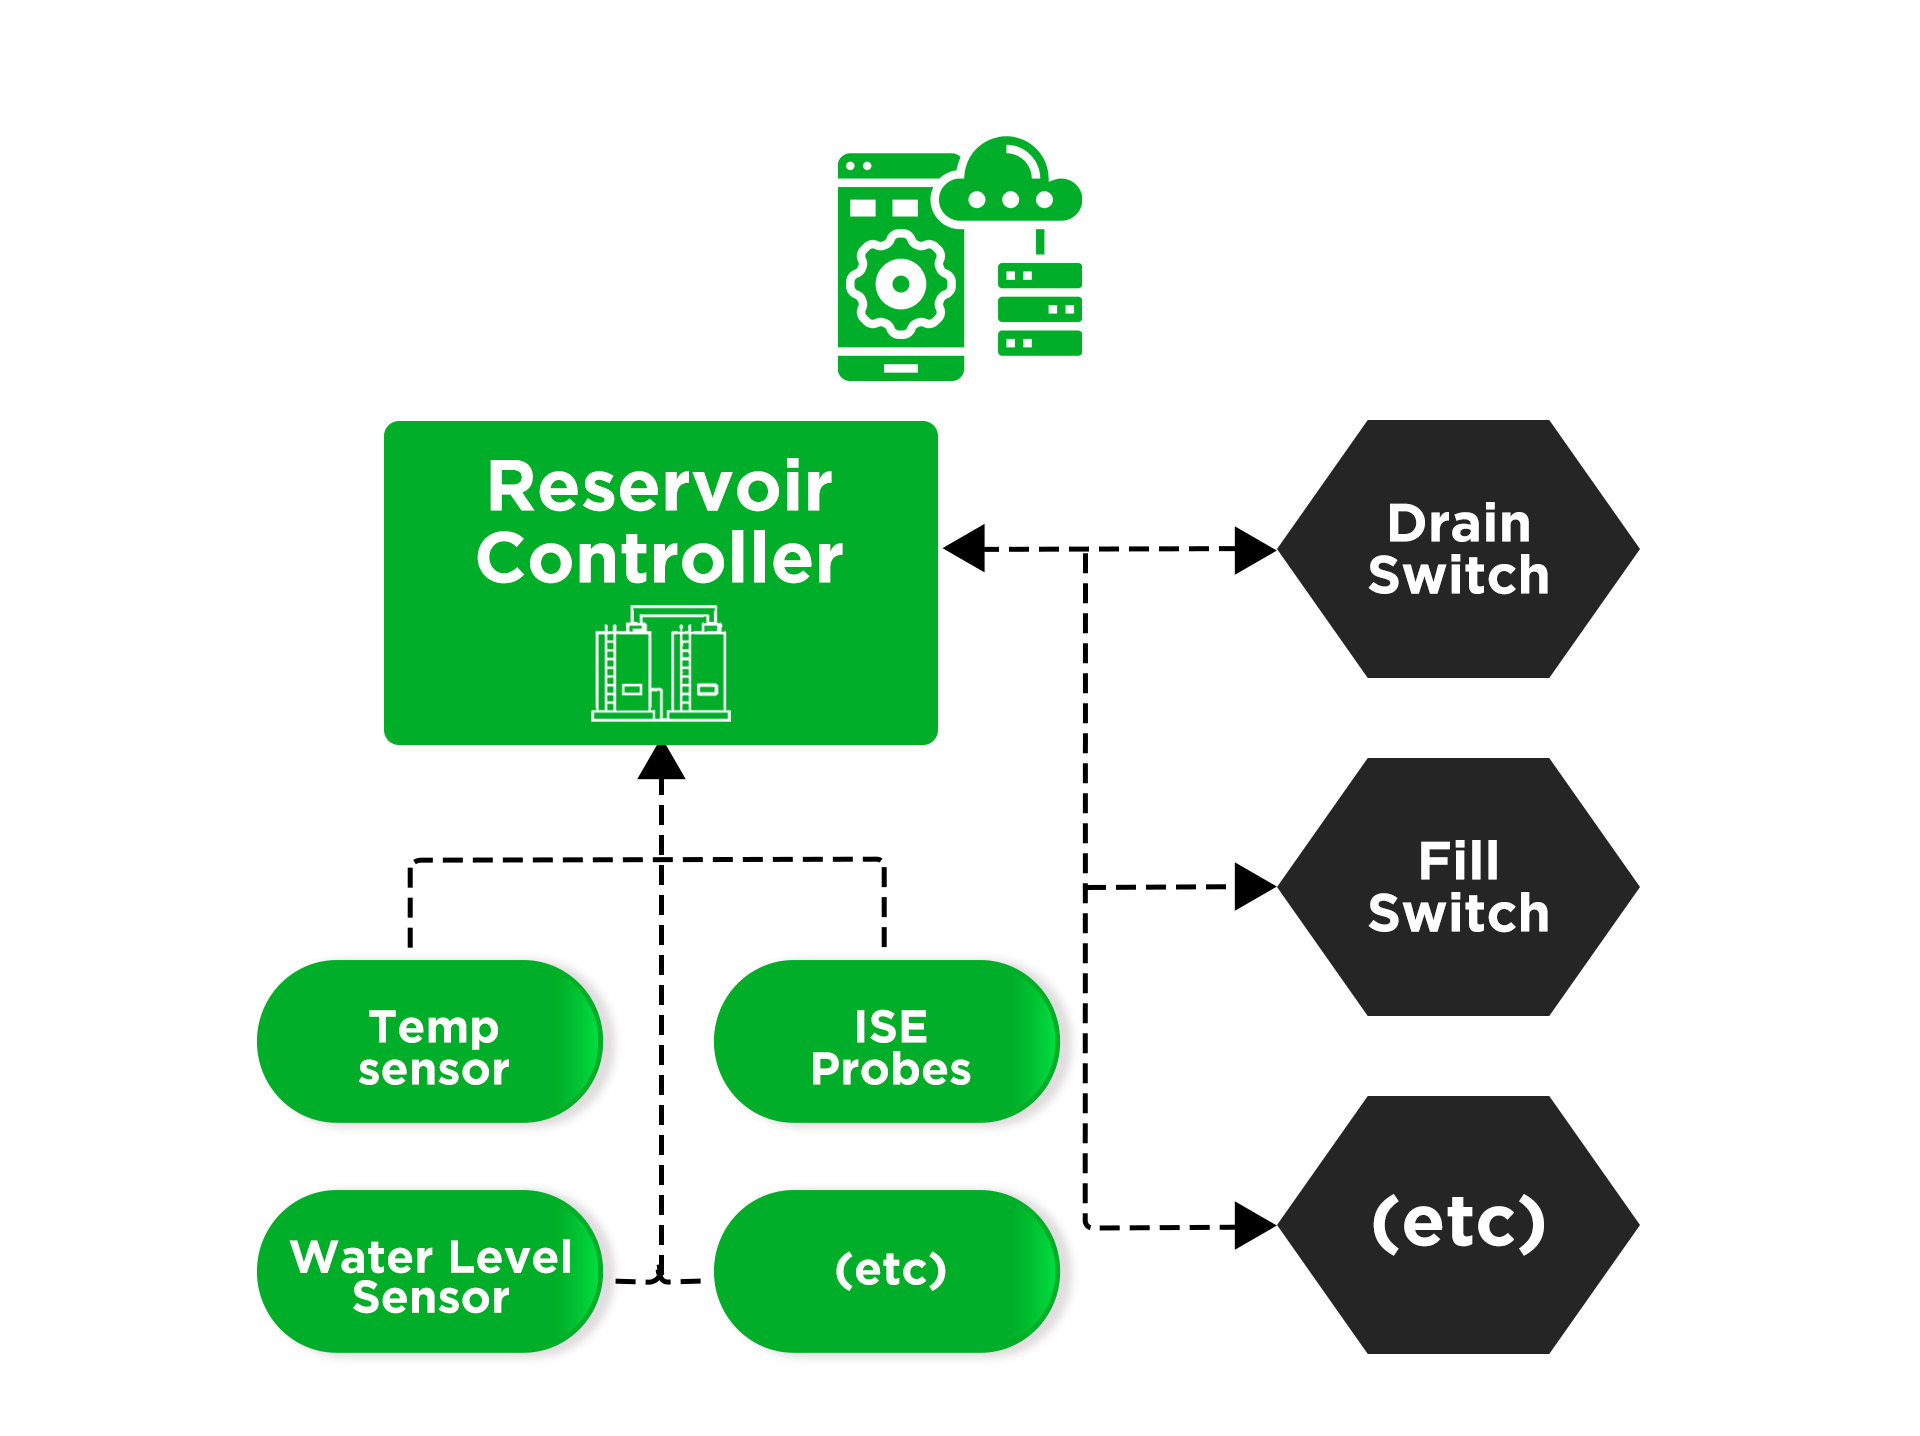 Reservoir
Controller
Drain
Switch
Fill
Switch
Temp
sensor
ISE
Probes
Water Level
Sensor
(etc)
(etc)